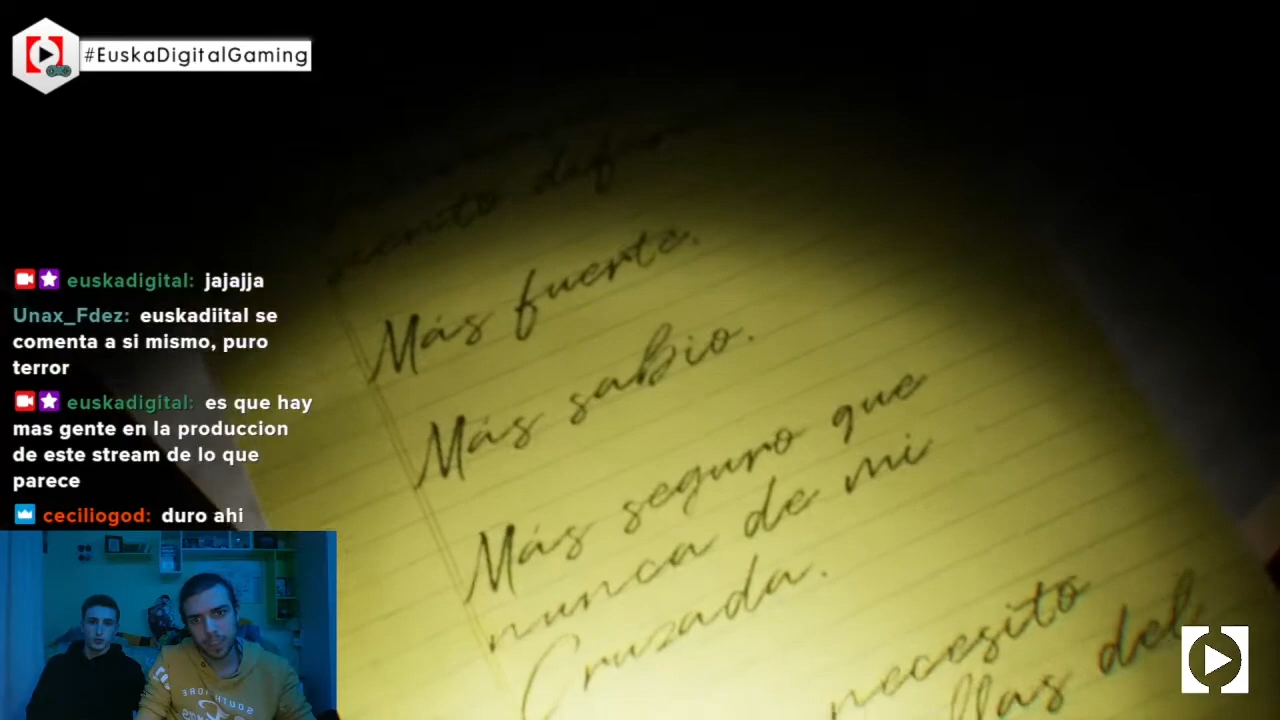 #EuskaDigitalGaming
Más fuerte.
Más sabio.
Más seguro que
nunca de mi
Cruzada.
necesito
del
euskadigital: jajajja
Unax_Fdez: euskadiital se
comenta a si mismo, puro
terror
euskadigital: es que hay
mas gente en la produccion
de este stream de lo que
parece
ceciliogod: duro ahi